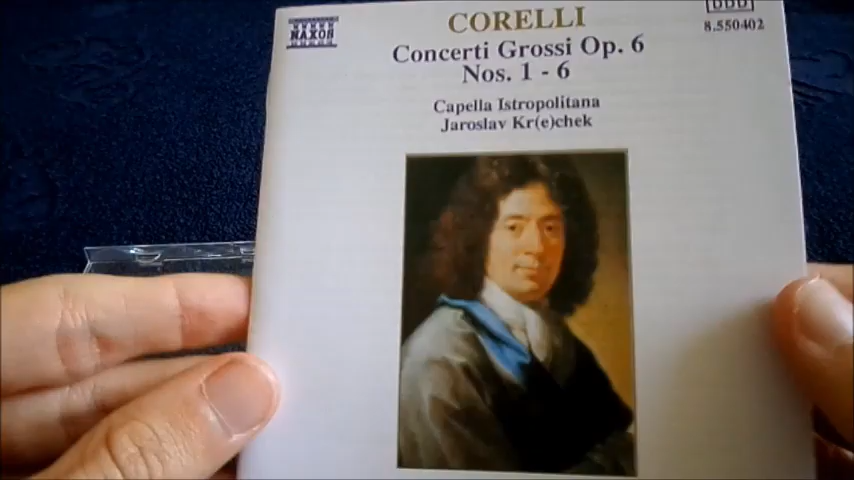 NAXOS
CORELLI
DDD
8.550402
Concerti Grossi Op. 6
Nos. 1 - 6
Capella Istropolitana
Jaroslav Kr(e)chek